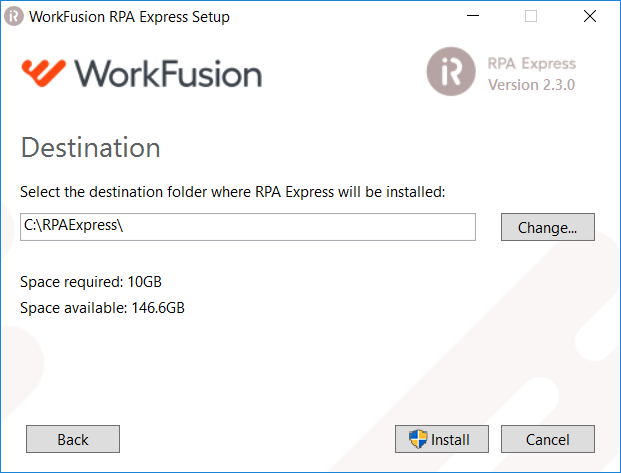 WorkFusion RPA Express Setup
WorkFusion
RPA Express
Version 2.3.0
Destination
Select the destination folder where RPA Express will be installed:
C:\RPAExpress\
Change...
Space required: 10GB
Space available: 146.6GB
Back
Install
Cancel